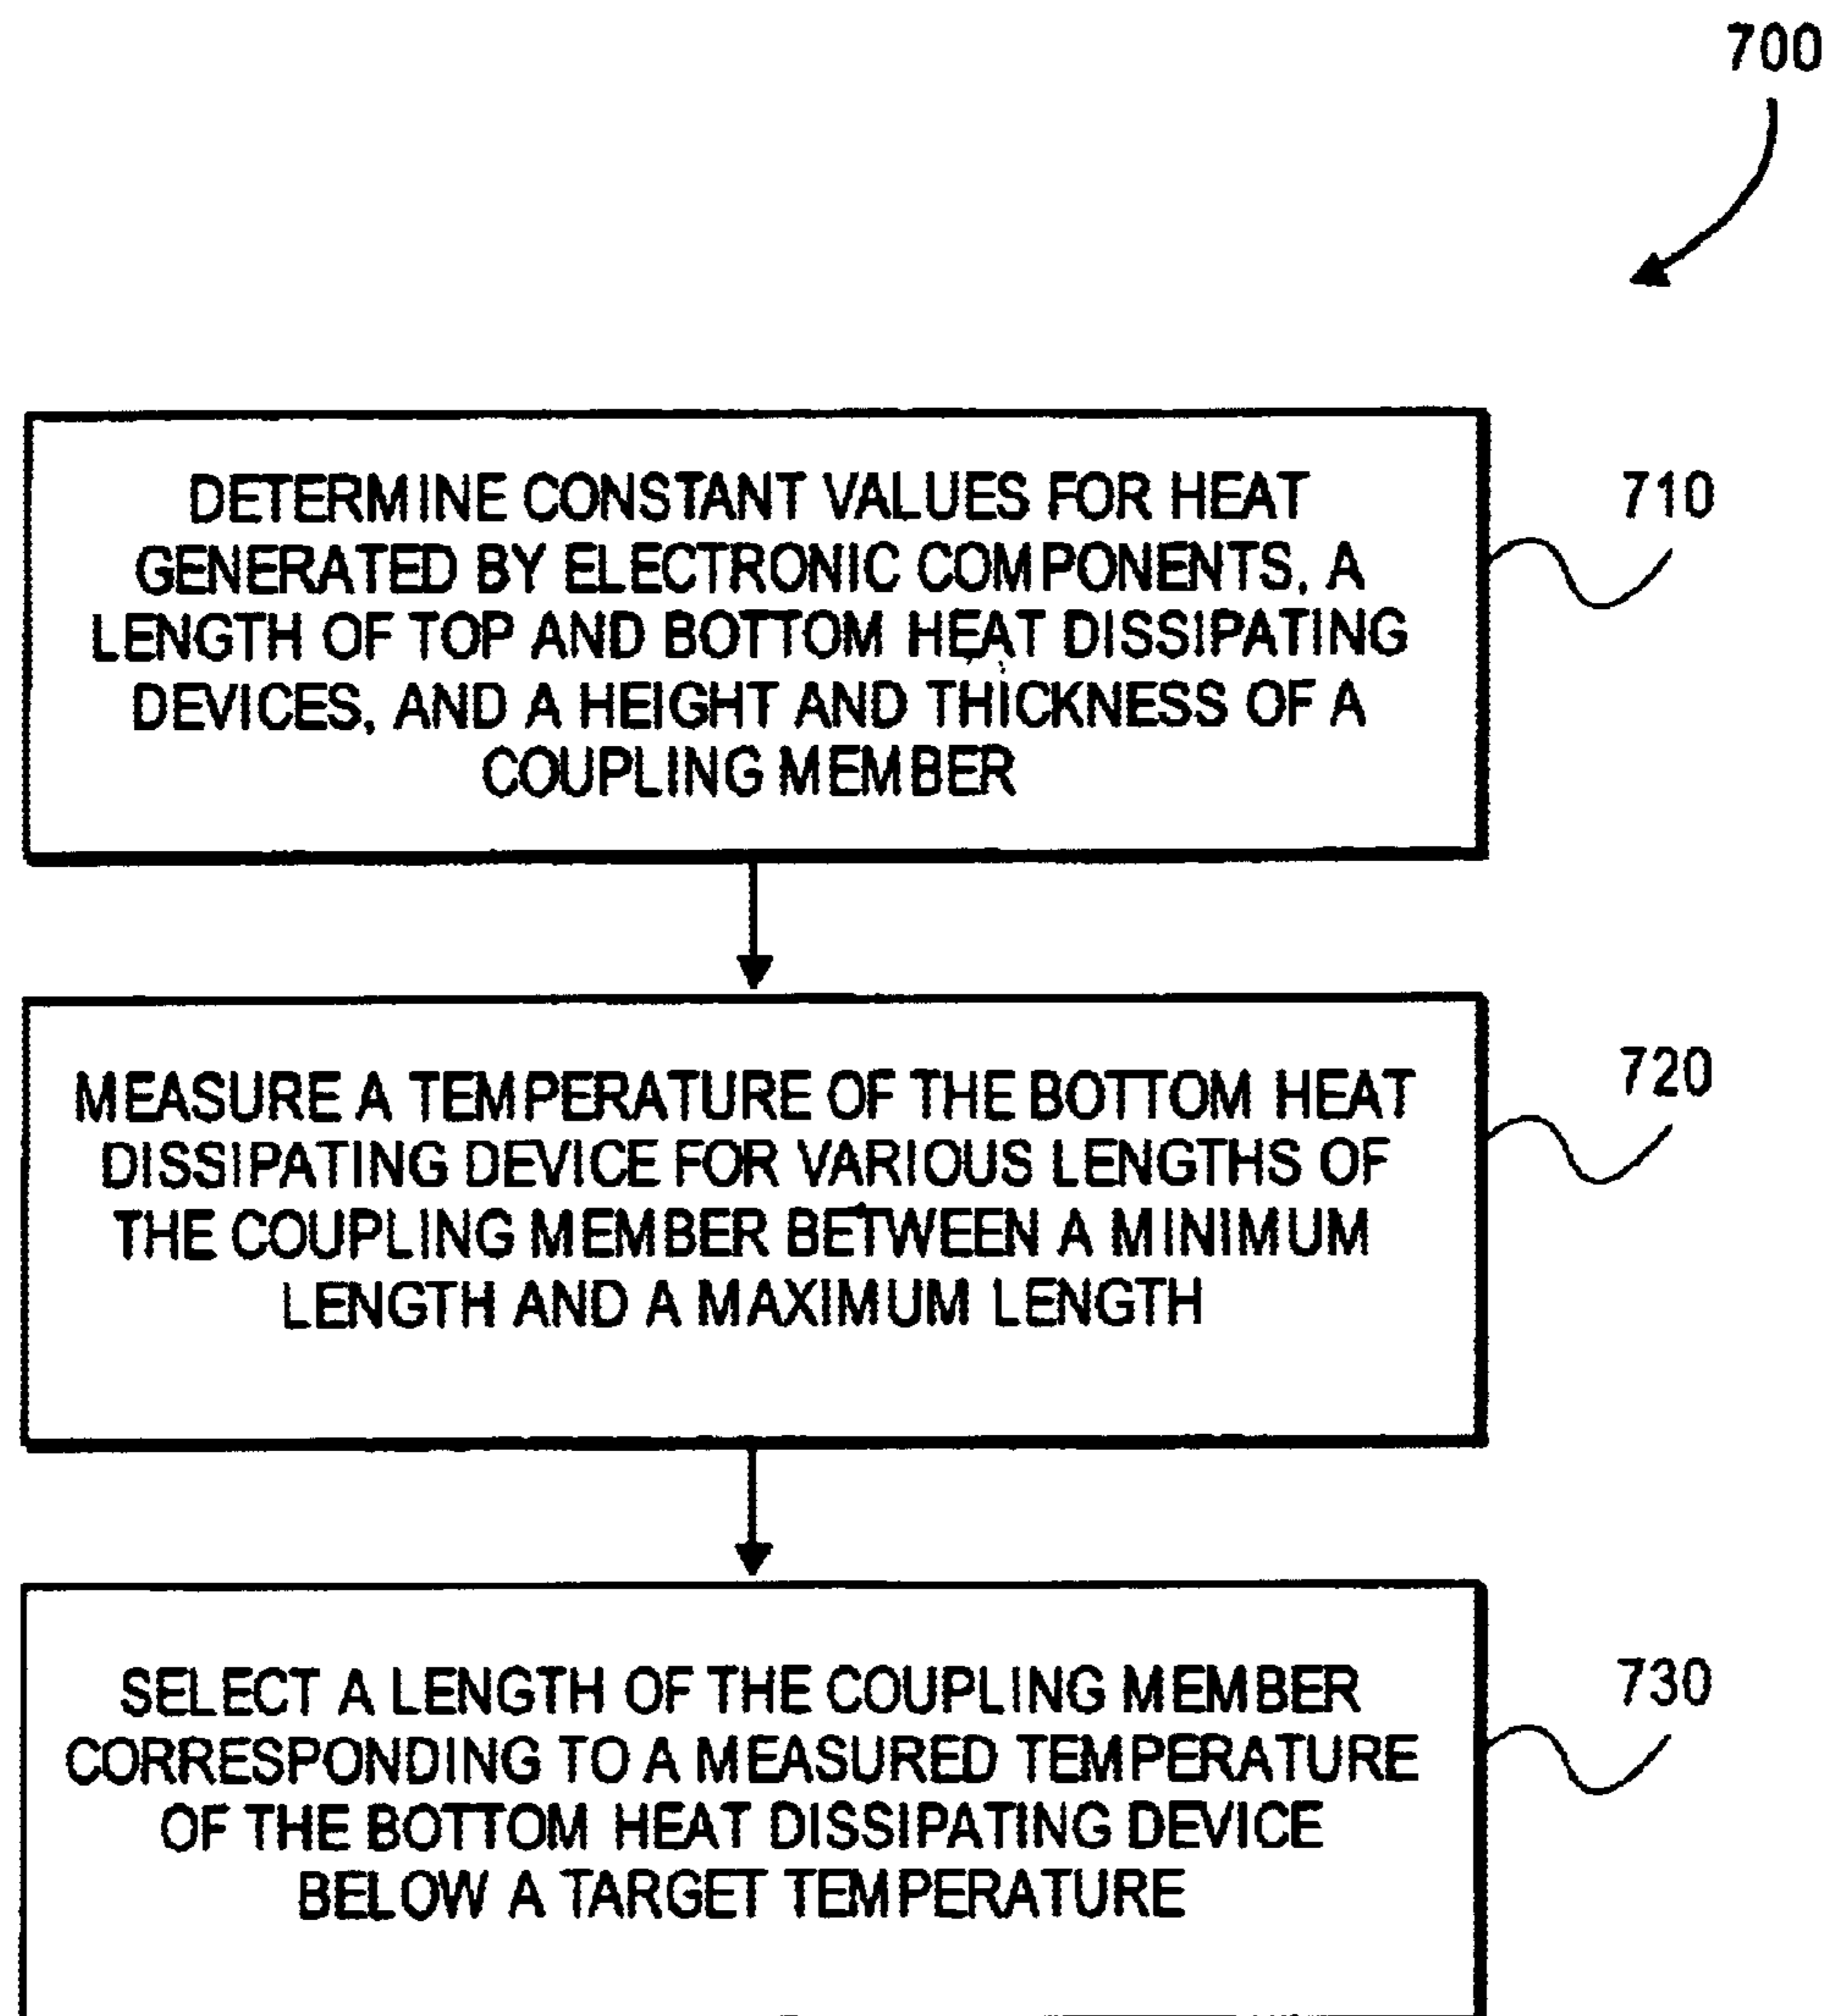 700
DETERMINE CONSTANT VALUES FOR HEAT
GENERATED BY ELECTRONIC COMPONENTS, A
LENGTH OF TOP AND BOTTOM HEAT DISSIPATING
DEVICES, AND A HEIGHT AND THICKNESS OF A
COUPLING MEMBER
710
MEASURE A TEMPERATURE OF THE BOTTOM HEAT
DISSIPATING DEVICE FOR VARIOUS LENGTHS OF
THE COUPLING MEMBER BETWEEN A MINIMUM
LENGTH AND A MAXIMUM LENGTH
720
SELECT A LENGTH OF THE COUPLING MEMBER
CORRESPONDING TO A MEASURED TEMPERATURE
OF THE BOTTOM HEAT DISSIPATING DEVICE
BELOW A TARGET TEMPERATURE
730